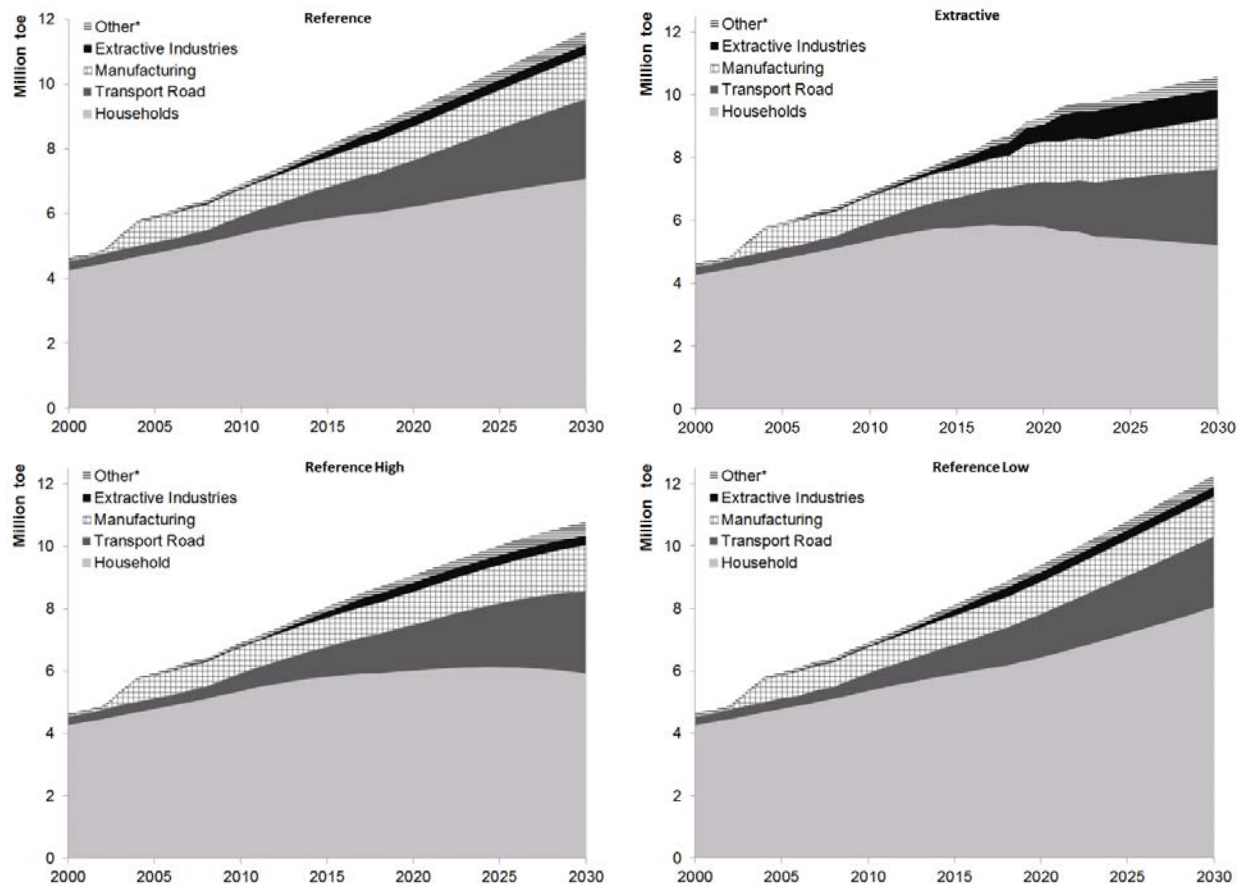 Reference
Million toe
Other*
Extractive Industries
Manufacturing
Transport Road
Households
12
10
8
6
4
2
0
2000 2005 2010 2015 2020 2025 2030
Extractive
Million toe
Other*
Extractive Industries
Manufacturing
Transport Road
Households
12
10
8
6
4
2
0
2000 2005 2010 2015 2020 2025 2030
Reference High
Million toe
Other*
Extractive Industries
Manufacturing
Transport Road
Household
12
10
8
6
4
2
0
2000 2005 2010 2015 2020 2025 2030
Reference Low
Million toe
Other*
Extractive Industries
Manufacturing
Transport Road
Household
12
10
8
6
4
2
0
2000 2005 2010 2015 2020 2025 2030